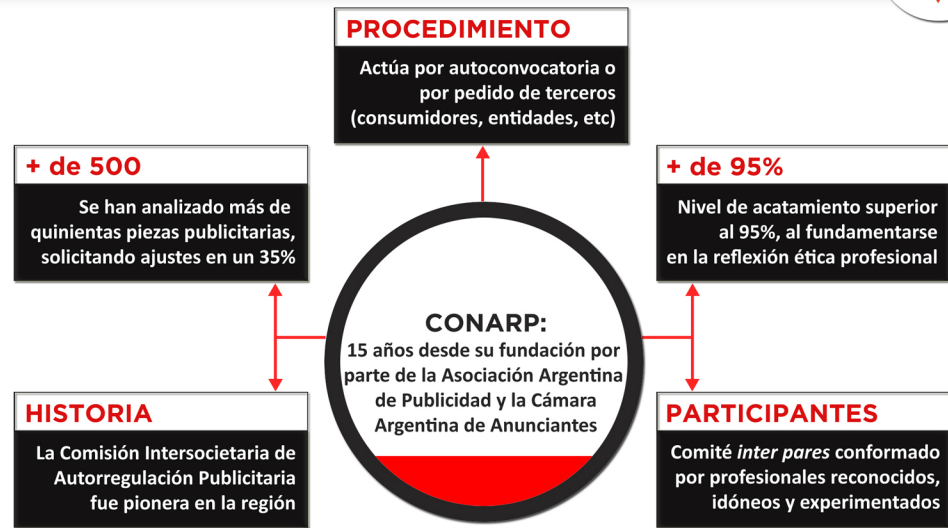 PROCEDIMIENTO
Actúa por autoconvocatoria o
por pedido de terceros
(consumidores, entidades, etc)
+ de 500
Se han analizado más de
quinientas piezas publicitarias,
solicitando ajustes en un 35%
+ de 95%
Nivel de acatamiento superior
al 95%, al fundamentarse
en la reflexión ética profesional
CONARP:
15 años desde su fundación por
parte de la Asociación Argentina
de Publicidad y la Cámara
Argentina de Anunciantes
HISTORIA
La Comisión Intersocietaria de
Autorregulación Publicitaria
fue pionera en la región
PARTICIPANTES
Comité inter pares conformado
por profesionales reconocidos,
idóneos y experimentados